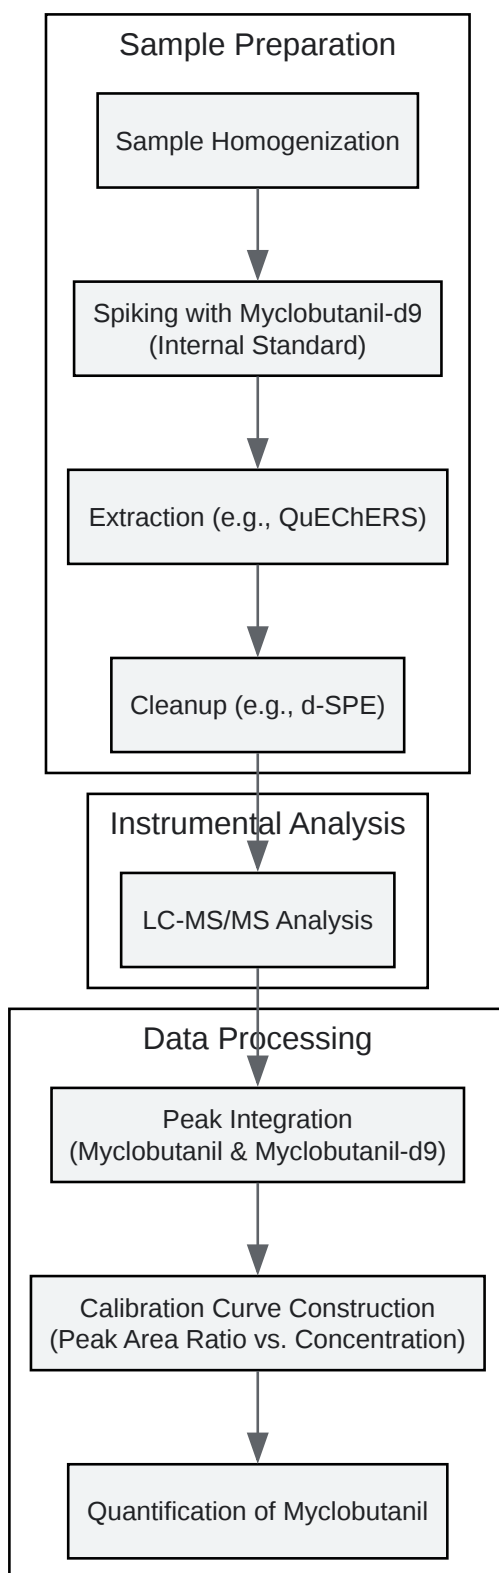 Sample Preparation
Sample Homogenization
Spiking with Myclobutanil-d9
(Internal Standard)
Extraction (e.g., QuEChERS)
Cleanup (e.g., d-SPE)
Instrumental Analysis
LC-MS/MS Analysis
Data Processing
Peak Integration
(Myclobutanil & Myclobutanil-d9)
Calibration Curve Construction
(Peak Area Ratio vs. Concentration)
Quantification of Myclobutanil